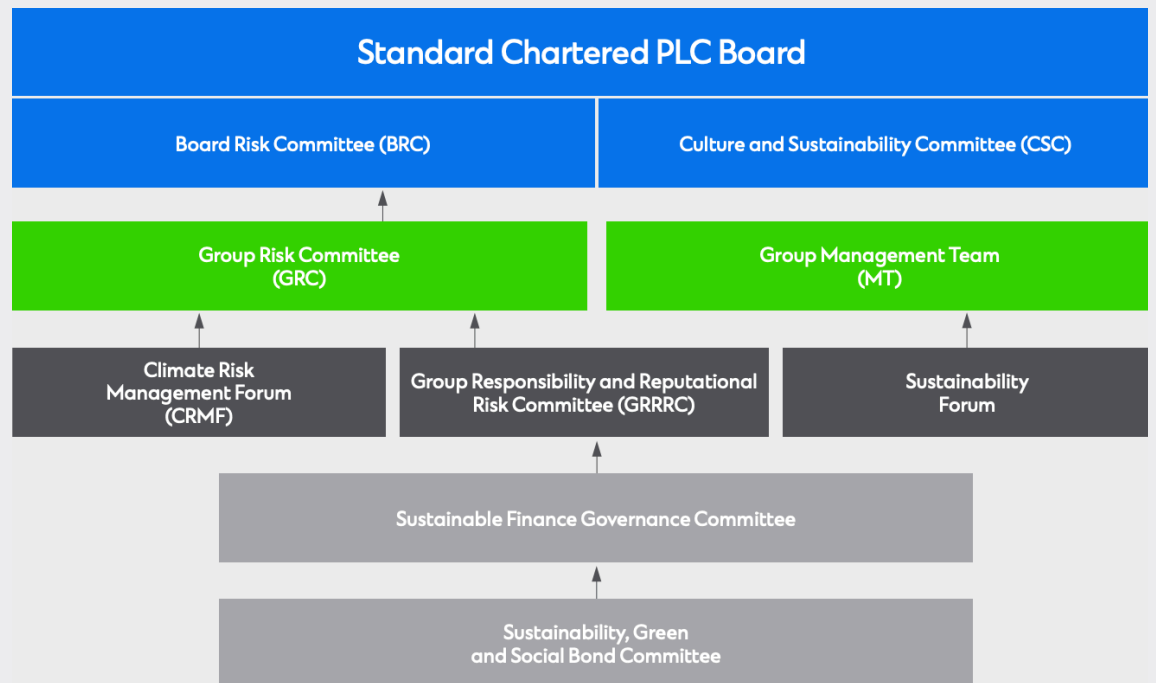 Standard Chartered PLC Board
Board Risk Committee (BRC)
Culture and Sustainability Committee (CSC)
Group Risk Committee
(GRC)
Group Management Team
(MT)
Climate Risk
Management Forum
(CRMF)
Group Responsibility and Reputational
Risk Committee (GRRRC)
Sustainability
Forum
Sustainable Finance Governance Committee
Sustainability, Green
and Social Bond Committee